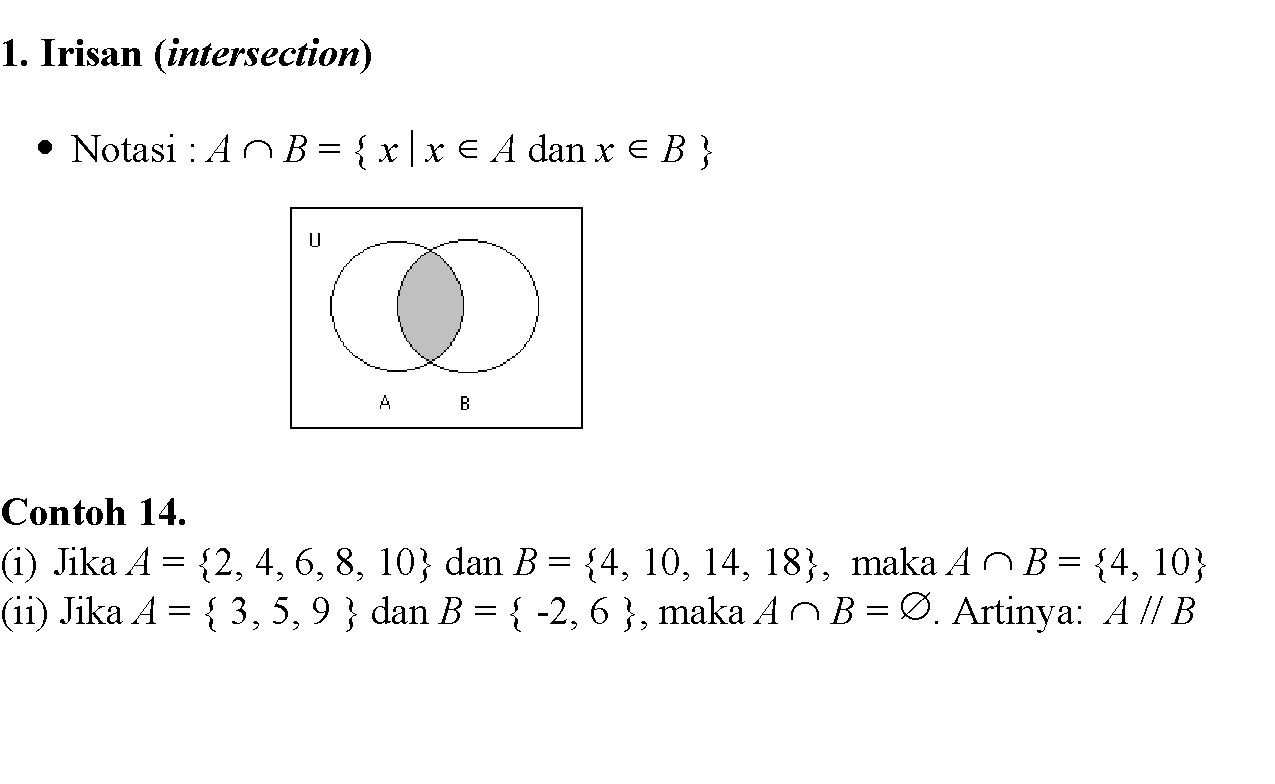 1. Irisan (intersection)
• Notasi : A ∩ B = { x | x ∈ A dan x ∈ B }
U
A B
Contoh 14.
(i) Jika A = {2, 4, 6, 8, 10} dan B = {4, 10, 14, 18}, maka A ∩ B = {4, 10}
(ii) Jika A = { 3, 5, 9 } dan B = { -2, 6 }, maka A ∩ B = ∅. Artinya: A // B